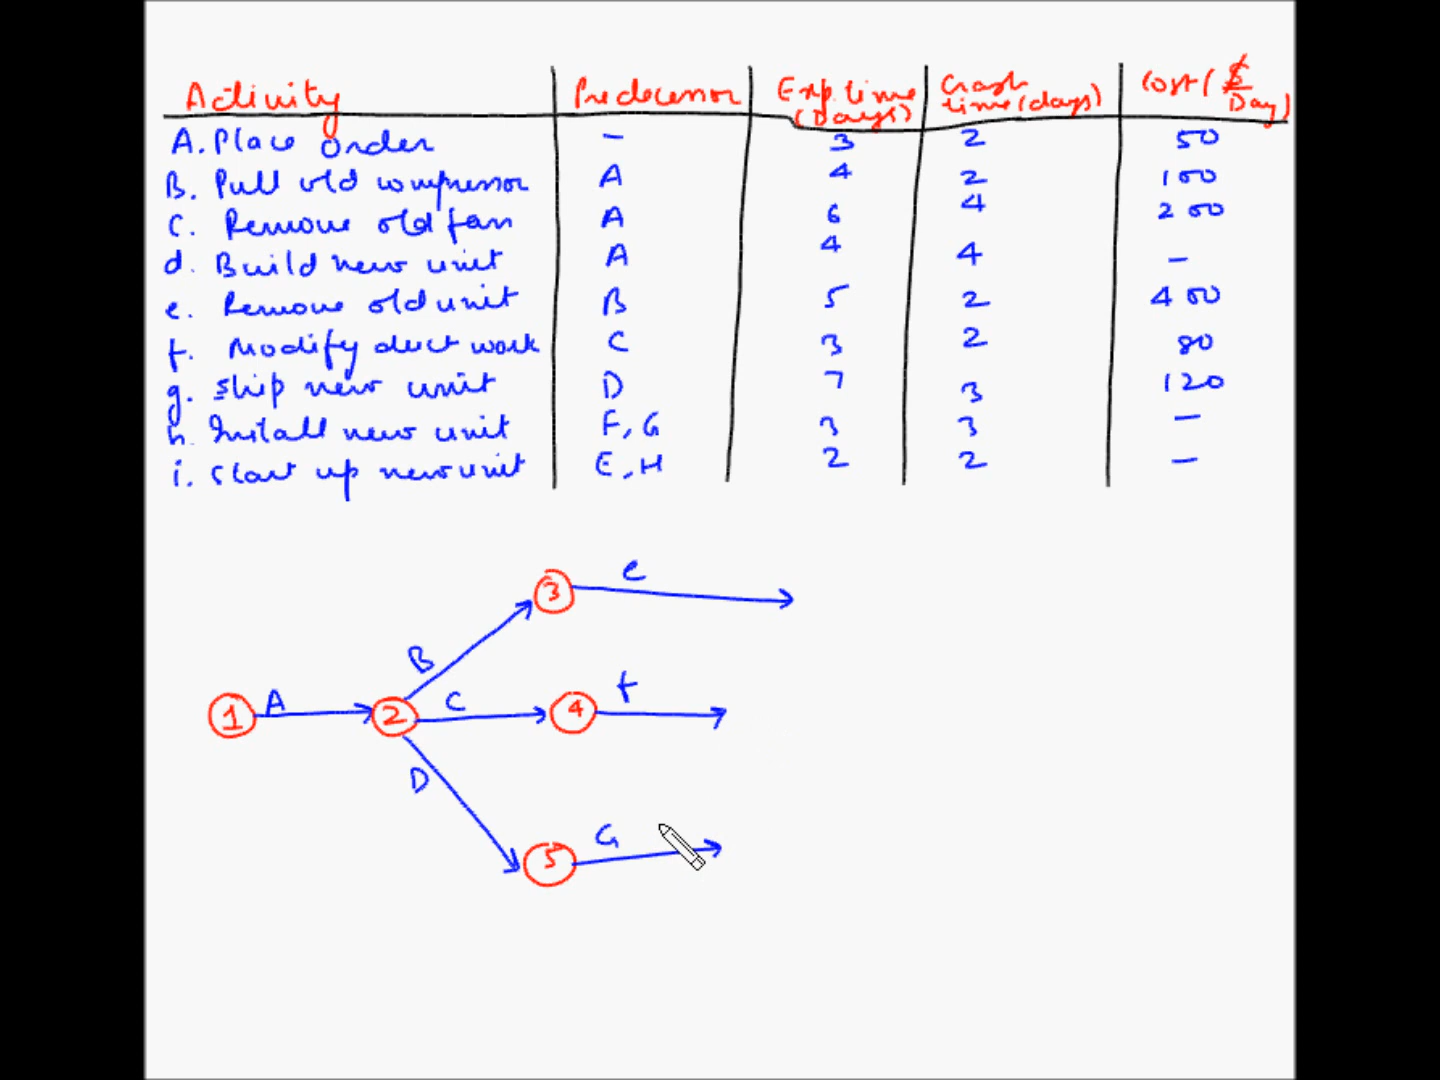 Activity Predecessor Exp. time (Days) Crash time (days) Cost ($/Day)
A. Place order - 3 2 50
B. Pull old compressor A 4 2 100
C. Remove old fan A 6 4 200
d. Build new unit A 4 4 -
e. Remove old unit B 5 2 400
f. Modify duct work C 3 2 80
g. ship new unit D 7 3 120
h. Install new unit F, G 3 3 -
i. Start up new unit E, H 2 2 -
e
3
B
f
A
C
1
2
4
D
G
5